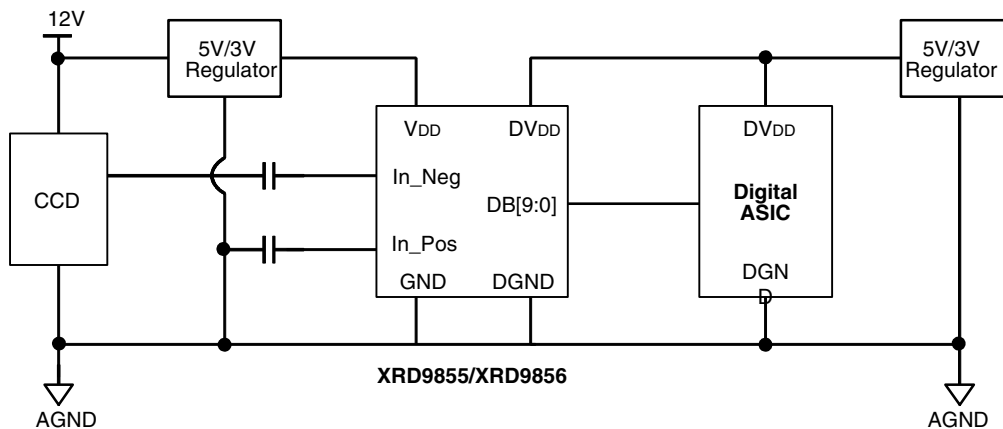 12V
5V/3V
Regulator
5V/3V
Regulator
VDD
DVDD
DVDD
CCD
In_Neg
DB[9:0]
Digital
ASIC
In_Pos
GND
DGND
DGN
D
XRD9855/XRD9856
AGND
AGND